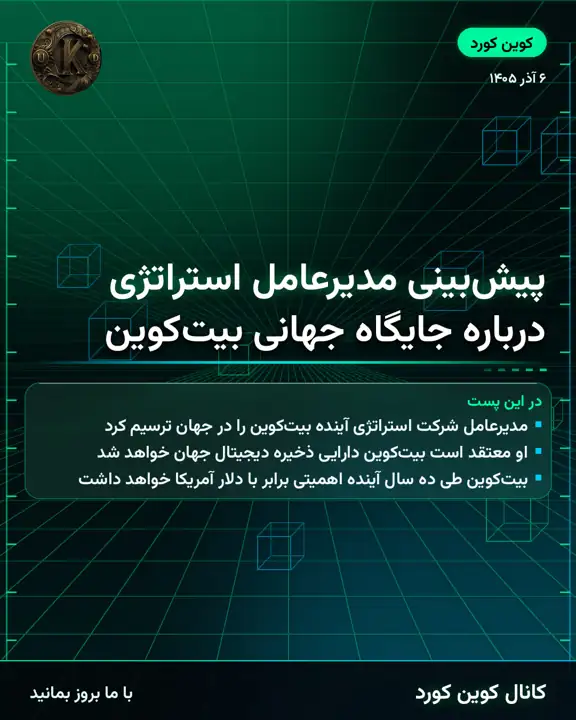 کوین کورد
۶ آذر ۱۴۰۵
K
پیش‌بینی مدیرعامل استراتژی
درباره جایگاه جهانی بیت‌کوین
در این پست
مدیرعامل شرکت استراتژی آینده بیت‌کوین را در جهان ترسیم کرد
او معتقد است بیت‌کوین دارایی ذخیره دیجیتال جهان خواهد شد
بیت‌کوین طی ده سال آینده اهمیتی برابر با دلار آمریکا خواهد داشت
کانال کوین کورد
با ما بروز بمانید